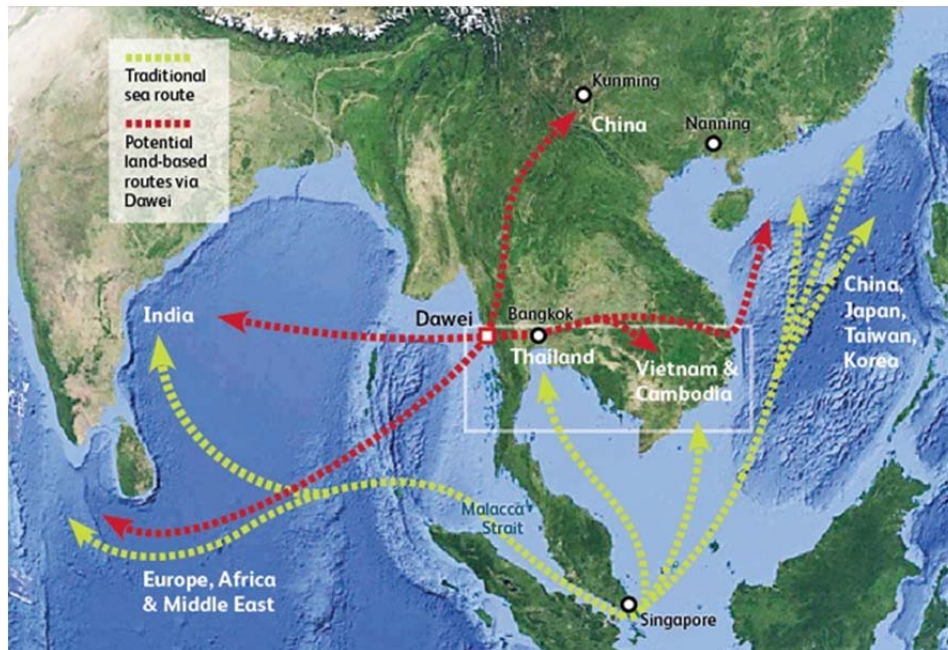 Traditional
sea route
Potential
land-based
routes via
Dawei
Kunming
China
Nanning
India
Dawei
Bangkok
Thailand
Vietnam &
Cambodia
China,
Japan,
Taiwan,
Korea
Malacca
Strait
Europe, Africa
& Middle East
Singapore